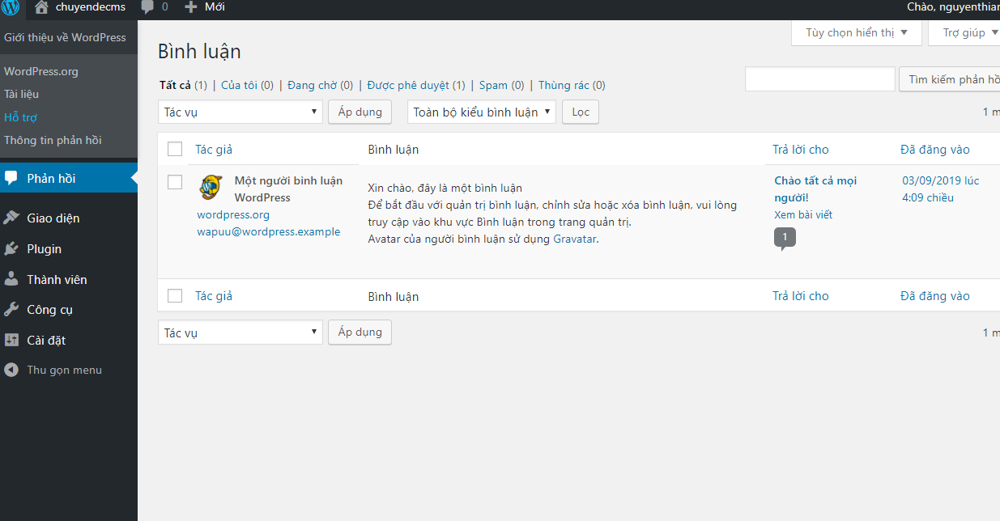 chuyendecms 0 Mới Chào, nguyenthiar
Giới thiệu về WordPress
WordPress.org
Tài liệu
Hỗ trợ
Thông tin phản hồi
Phản hồi
Giao diện
Plugin
Thành viên
Công cụ
Cài đặt
Thu gọn menu
Tùy chọn hiển thị ▼ Trợ giúp ▼
Bình luận
Tất cả (1) | Của tôi (0) | Đang chờ (0) | Được phê duyệt (1) | Spam (0) | Thùng rác (0)
Tìm kiếm phản hồ
Tác vụ Áp dụng Toàn bộ kiểu bình luận Lọc 1 m
Tác giả Bình luận Trả lời cho Đã đăng vào
Một người bình luận
WordPress
wordpress.org
wapuu@wordpress.example
Xin chào, đây là một bình luận
Để bắt đầu với quản trị bình luận, chỉnh sửa hoặc xóa bình luận, vui lòng
truy cập vào khu vực Bình luận trong trang quản trị.
Avatar của người bình luận sử dụng Gravatar.
Chào tất cả mọi
người!
Xem bài viết
1
03/09/2019 lúc
4:09 chiều
Tác giả Bình luận Trả lời cho Đã đăng vào
Tác vụ Áp dụng 1 m